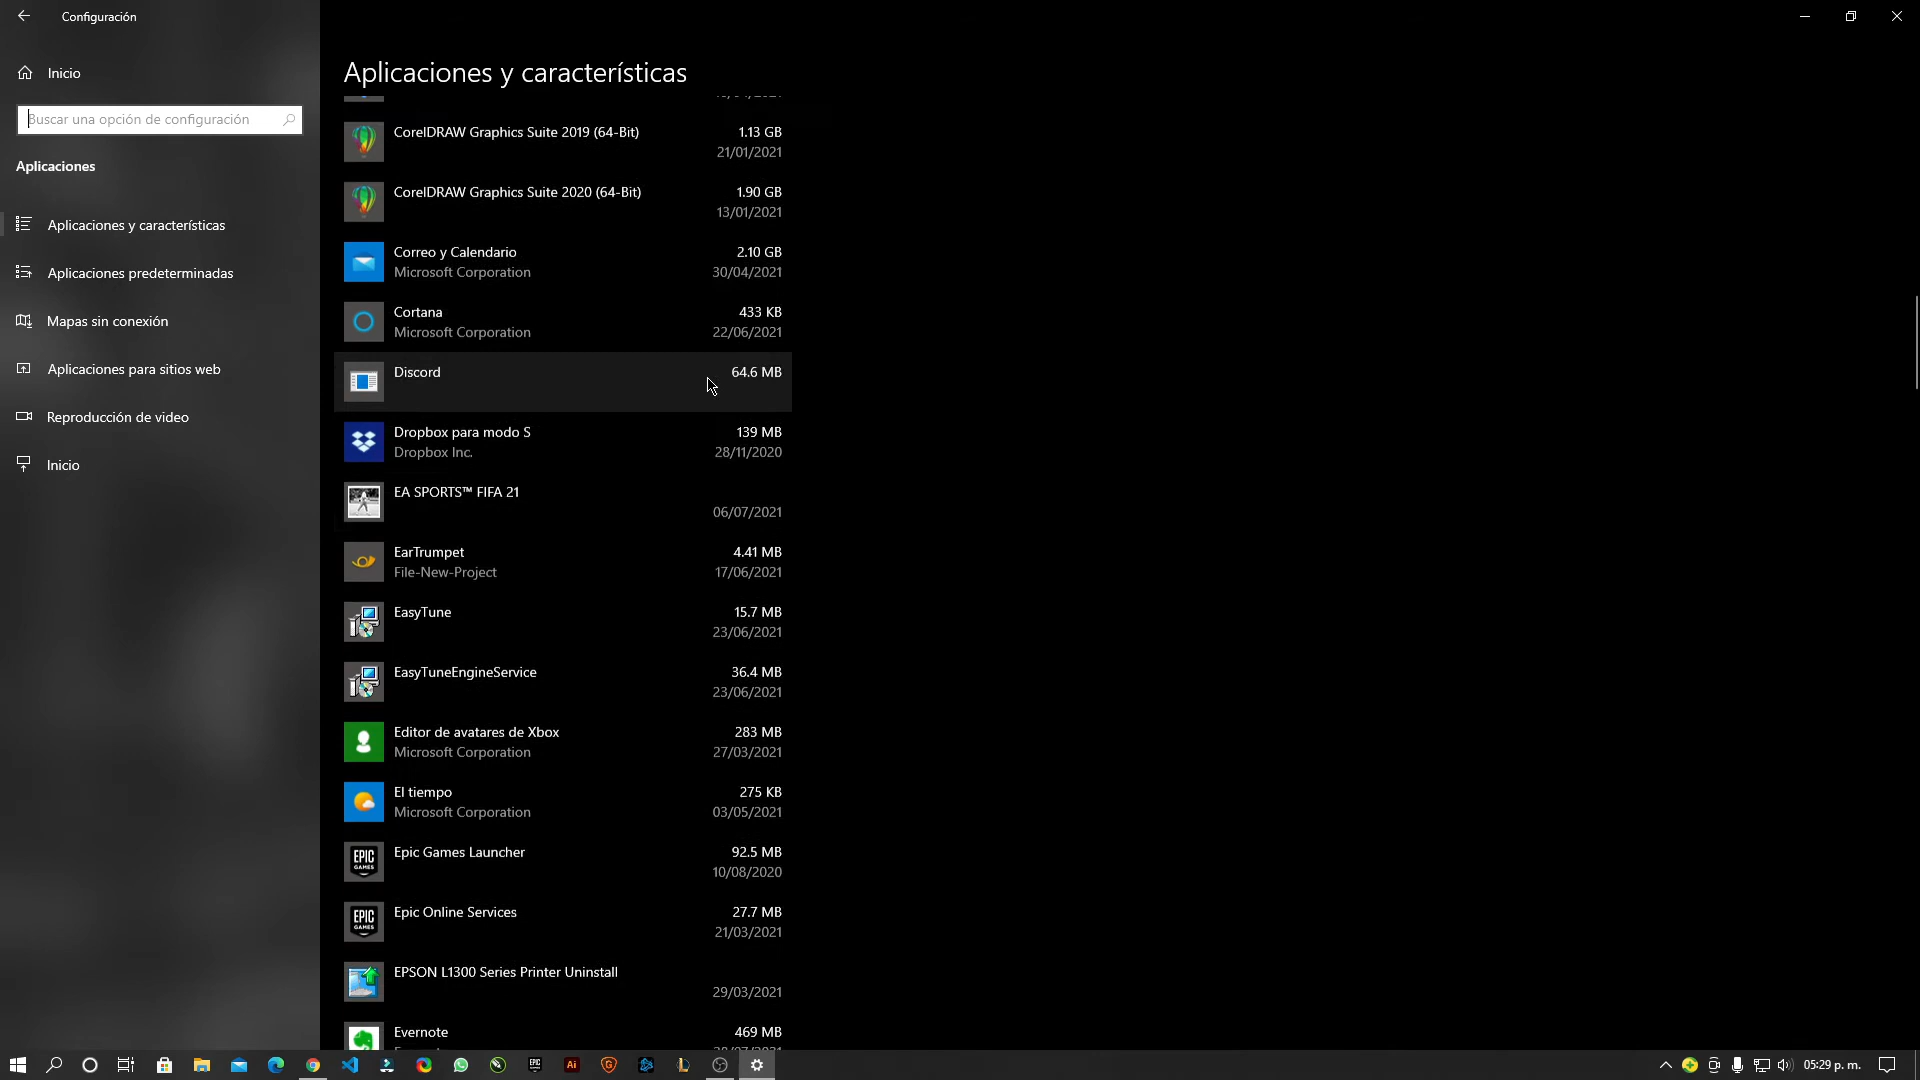 Configuración
Inicio
Buscar una opción de configuración
Aplicaciones
Aplicaciones y características
Aplicaciones predeterminadas
Mapas sin conexión
Aplicaciones para sitios web
Reproducción de video
Inicio
Aplicaciones y características
CorelDRAW Graphics Suite 2019 (64-Bit) 1.13 GB
21/01/2021
CorelDRAW Graphics Suite 2020 (64-Bit) 1.90 GB
13/01/2021
Correo y Calendario 2.10 GB
Microsoft Corporation 30/04/2021
Cortana 433 KB
Microsoft Corporation 22/06/2021
Discord 64.6 MB
Dropbox para modo S 139 MB
Dropbox Inc. 28/11/2020
EA SPORTS™ FIFA 21
06/07/2021
EarTrumpet 4.41 MB
File-New-Project 17/06/2021
EasyTune 15.7 MB
23/06/2021
EasyTuneEngineService 36.4 MB
23/06/2021
Editor de avatares de Xbox 283 MB
Microsoft Corporation 27/03/2021
El tiempo 275 KB
Microsoft Corporation 03/05/2021
EPIC GAMES Epic Games Launcher 92.5 MB
10/08/2020
EPIC GAMES Epic Online Services 27.7 MB
21/03/2021
EPSON L1300 Series Printer Uninstall
29/03/2021
Evernote 469 MB
EPIC Ai 05:29 p. m.